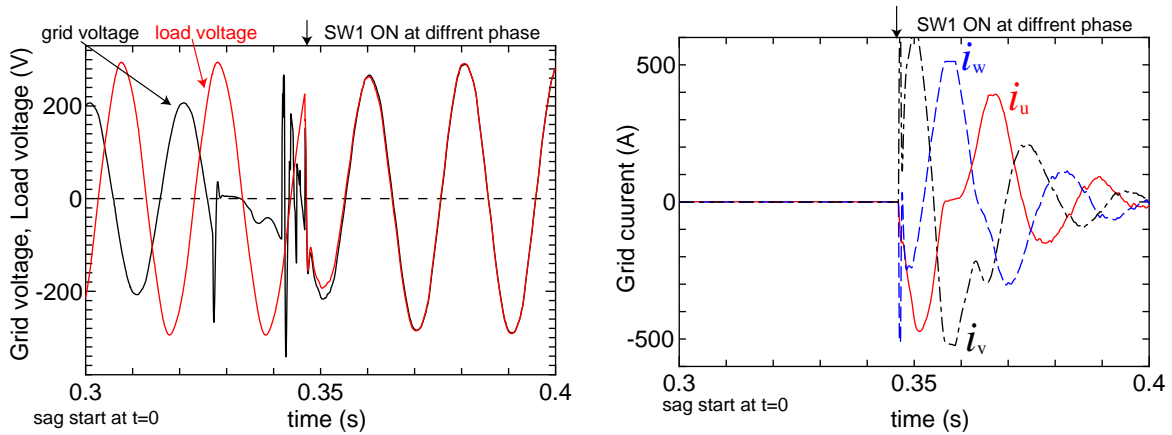 grid voltage
load voltage
SW1 ON at diffrent phase
Grid voltage, Load voltage (V)
200
0
-200
0.3
0.35
0.4
sag start at t=0
time (s)
SW1 ON at diffrent phase
Grid cuurent (A)
500
0
-500
iw
iu
iv
0.3
0.35
0.4
sag start at t=0
time (s)